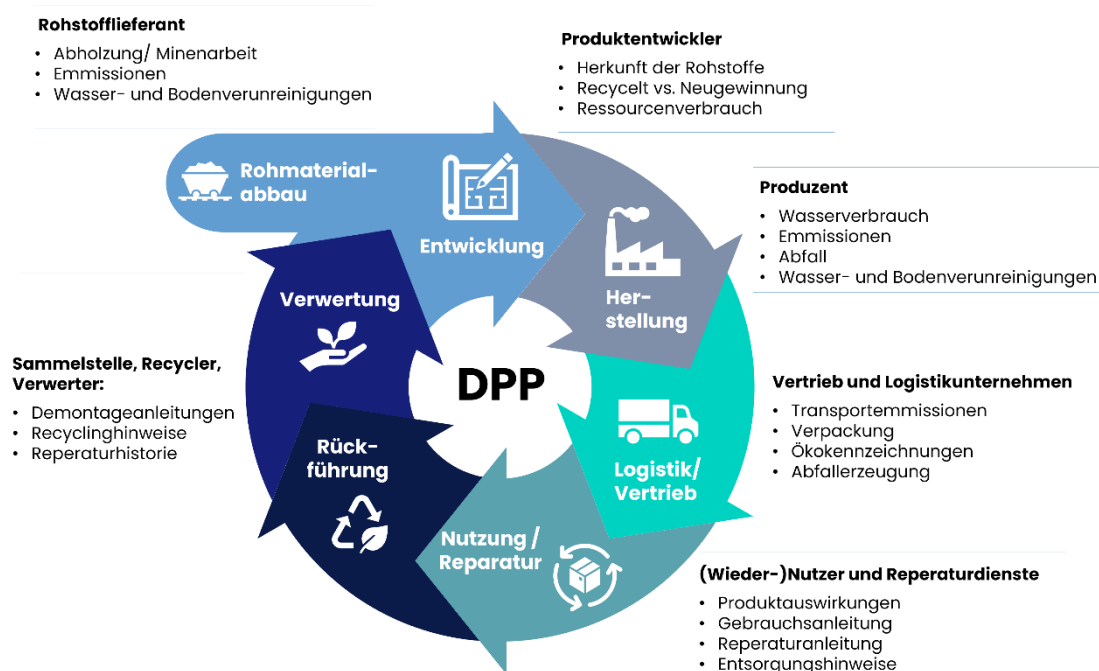 Rohstofflieferant
• Abholzung/ Minenarbeit
• Emmissionen
• Wasser- und Bodenverunreinigungen
Produktentwickler
• Herkunft der Rohstoffe
• Recycelt vs. Neugewinnung
• Ressourcenverbrauch
Rohmaterial-
abbau
Entwicklung
Her-
stellung
Produzent
• Wasserverbrauch
• Emmissionen
• Abfall
• Wasser- und Bodenverunreinigungen
Verwertung
DPP
Sammelstelle, Recycler,
Verwerter:
• Demontageanleitungen
• Recyclinghinweise
• Reperaturhistorie
Rück-
führung
Logistik/
Vertrieb
Vertrieb und Logistikunternehmen
• Transportemmissionen
• Verpackung
• Ökokennzeichnungen
• Abfallerzeugung
Nutzung /
Reparatur
(Wieder-)Nutzer und Reperaturdienste
• Produktauswirkungen
• Gebrauchsanleitung
• Reperaturanleitung
• Entsorgungshinweise